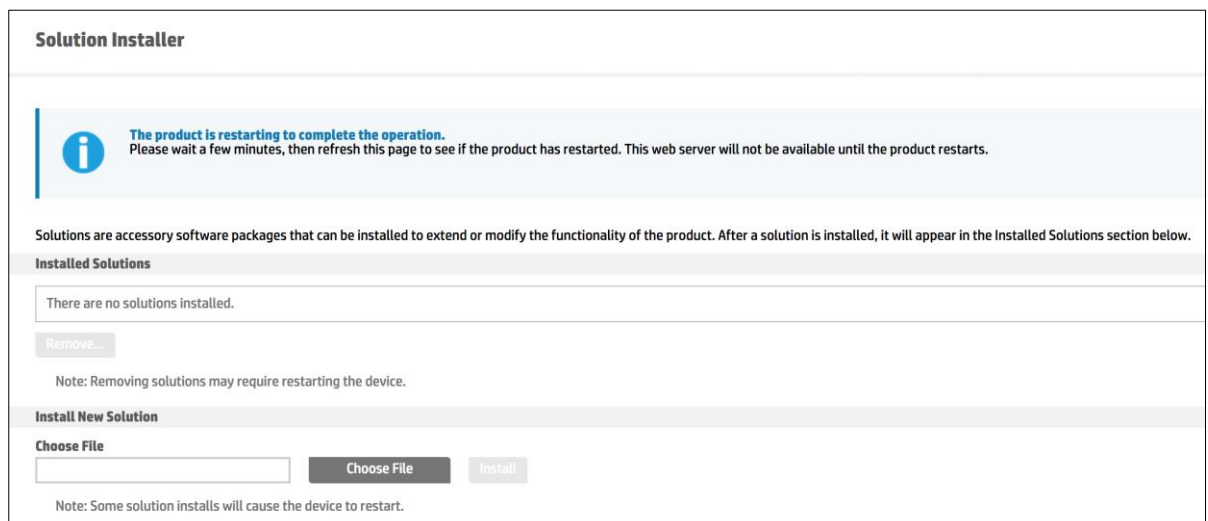 Solution Installer
The product is restarting to complete the operation.
Please wait a few minutes, then refresh this page to see if the product has restarted. This web server will not be available until the product restarts.
Solutions are accessory software packages that can be installed to extend or modify the functionality of the product. After a solution is installed, it will appear in the Installed Solutions section below.
Installed Solutions
There are no solutions installed.
Remove...
Note: Removing solutions may require restarting the device.
Install New Solution
Choose File
Choose File Install
Note: Some solution installs will cause the device to restart.